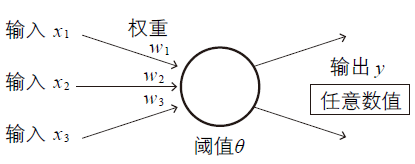 输入 x1
权重
w1
输入 x2
w2
输出 y
任意数值
w3
输入 x3
阈值θ